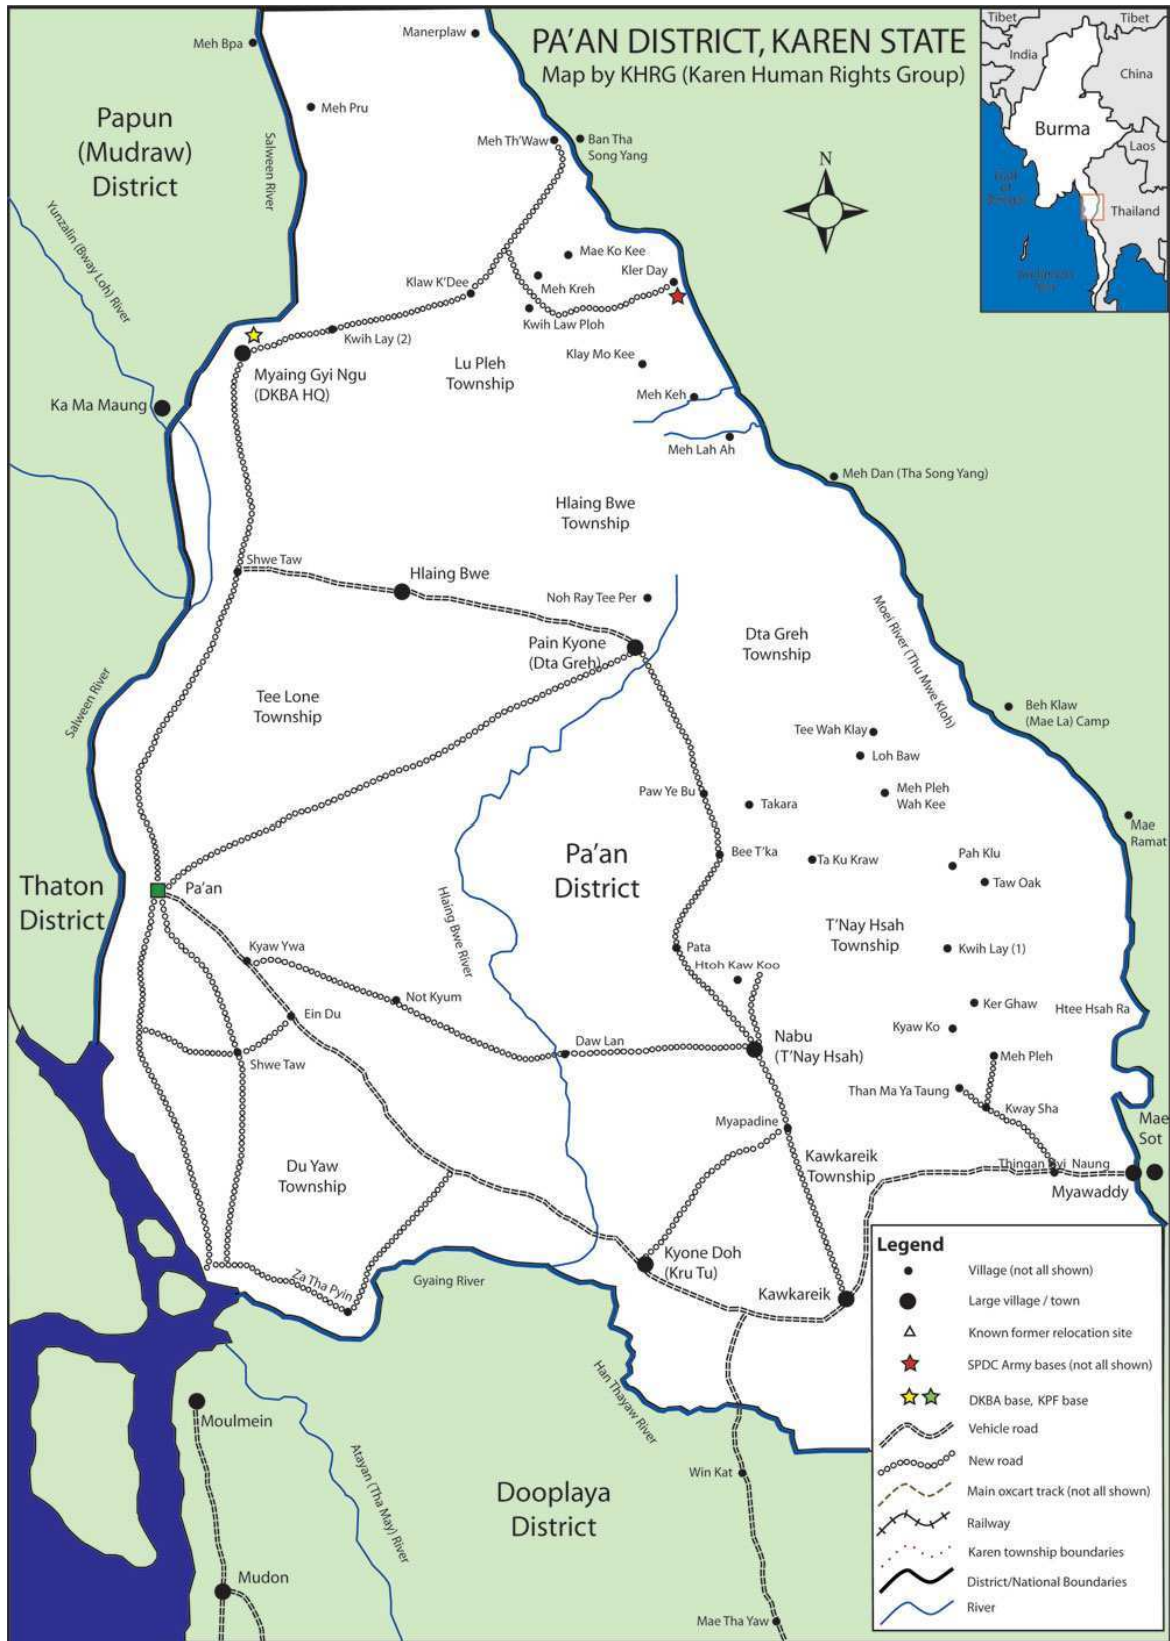 PA'AN DISTRICT, KAREN STATE
Map by KHRG (Karen Human Rights Group)
Tibet
Tibet
India
China
Burma
Laos
Thailand
Meh Bpa
Manerplaw
Meh Pru
Papun
(Mudraw)
District
Salween River
Meh Th'Waw
Ban Tha
Song Yang
N
Yunzalin (Bway Loh) River
Mae Ko Kee
Kler Day
Klaw K'Dee
Meh Kreh
Kwih Law Ploh
Kwih Lay (2)
Klay Mo Kee
Lu Pleh
Township
Myaing Gyi Ngu
(DKBA HQ)
Meh Keh
Ka Ma Maung
Meh Lah Ah
Meh Dan (Tha Song Yang)
Hlaing Bwe
Township
Shwe Taw
Hlaing Bwe
Noh Ray Tee Per
Moei River (Thu Mwe Kloh)
Pain Kyone
(Dta Greh)
Dta Greh
Township
Salween River
Tee Lone
Township
Beh Klaw
(Mae La) Camp
Tee Wah Klay
Loh Baw
Paw Ye Bu
Takara
Meh Pleh
Wah Kee
Mae
Ramat
Bee T'ka
Ta Ku Kraw
Pah Klu
Taw Oak
Pa'an
District
Thaton
District
Pa'an
Hlaing Bwe River
T'Nay Hsah
Township
Kyaw Ywa
Pata
Kwih Lay (1)
Htoh Kaw Koo
Not Kyum
Ker Ghaw
Htee Hsah Ra
Ein Du
Kyaw Ko
Daw Lan
Nabu
(T'Nay Hsah)
Shwe Taw
Meh Pleh
Than Ma Ya Taung
Kway Sha
Myapadine
Mae
Sot
Kawkareik
Township
Thingan Nyi Naung
Du Yaw
Township
Myawaddy
Kyone Doh
(Kru Tu)
Za Tha Pyin
Gyaing River
Kawkareik
Legend
Village (not all shown)
Large village / town
Known former relocation site
SPDC Army bases (not all shown)
DKBA base, KPF base
Vehicle road
New road
Main oxcart track (not all shown)
Railway
Karen township boundaries
District/National Boundaries
River
Han Thayaw River
Moulmein
Atayan (Tha May) River
Win Kat
Dooplaya
District
Mudon
Mae Tha Yaw